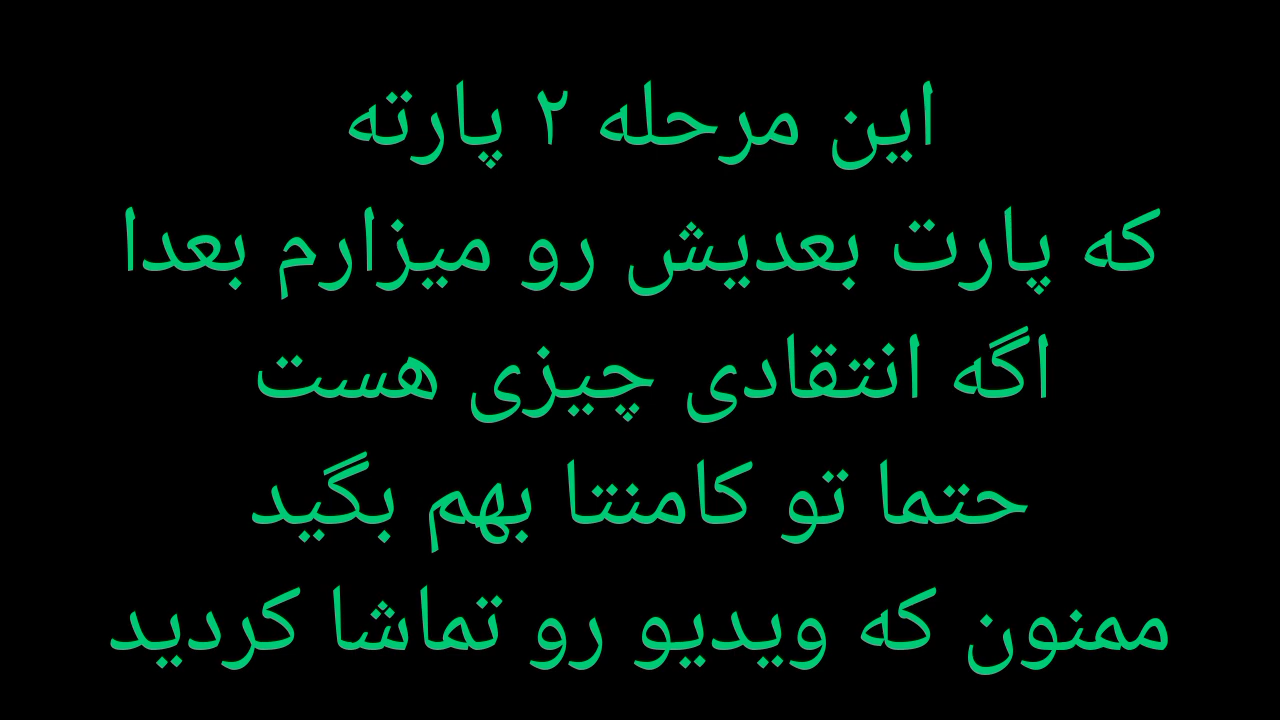 این مرحله ۲ پارته
که پارت بعدیش رو میزارم بعدا
اگه انتقادی چیزی هست
حتما تو کامنتا بهم بگید
ممنون که ویدیو رو تماشا کردید